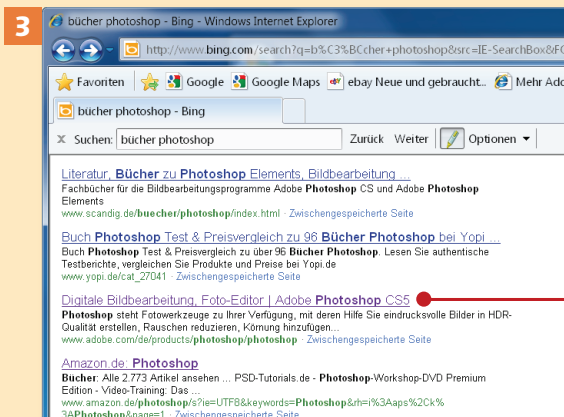 3
bücher photoshop - Bing - Windows Internet Explorer
http://www.bing.com/search?q=b%C3%BCcher+photoshop&src=IE-SearchBox&F
Favoriten Google Google Maps ebay Neue und gebraucht... Mehr Add
bücher photoshop - Bing
x Suchen: bücher photoshop Zurück Weiter Optionen
Literatur, Bücher zu Photoshop Elements, Bildbearbeitung ...
Fachbücher für die Bildbearbeitungsprogramme Adobe Photoshop CS und Adobe Photoshop
Elements
www.scandig.de/buecher/photoshop/index.html · Zwischengespeicherte Seite
Buch Photoshop Test & Preisvergleich zu 96 Bücher Photoshop bei Yopi ...
Buch Photoshop Test & Preisvergleich zu über 96 Bücher Photoshop. Lesen Sie authentische
Testberichte, vergleichen Sie Produkte und Preise bei Yopi.de
www.yopi.de/cat_27041 · Zwischengespeicherte Seite
Digitale Bildbearbeitung, Foto-Editor | Adobe Photoshop CS5
Photoshop steht Fotowerkzeuge zu Ihrer Verfügung, mit deren Hilfe Sie eindrucksvolle Bilder in HDR-
Qualität erstellen, Rauschen reduzieren, Körnung hinzufügen...
www.adobe.com/de/products/photoshop/photoshop · Zwischengespeicherte Seite
Amazon.de: Photoshop
Bücher: Alle 2.773 Artikel ansehen ... PSD-Tutorials.de - Photoshop-Workshop-DVD Premium
Edition - Video-Training: Das ...
www.amazon.de/photoshop/s?ie=UTF8&keywords=Photoshop&rh=i%3Aaps%2Ck%
3APhotoshop&page=1 · Zwischengespeicherte Seite